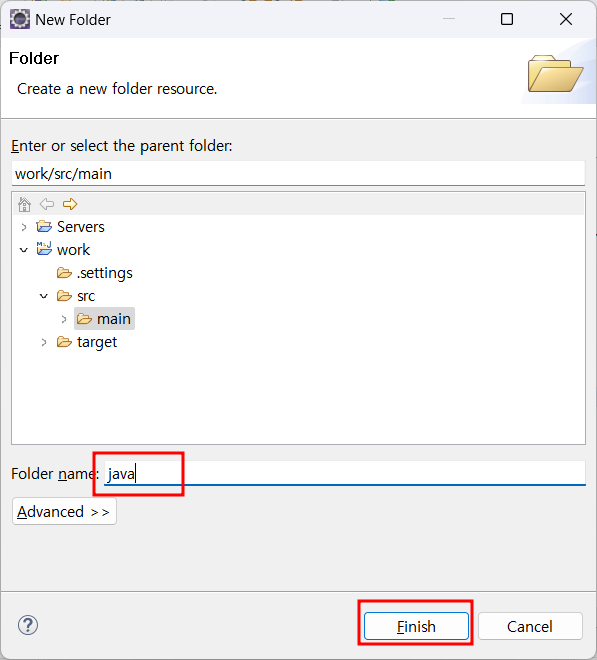 New Folder
Folder
Create a new folder resource.
Enter or select the parent folder:
work/src/main
Servers
work
.settings
src
main
target
Folder name: java
Advanced >>
Finish
Cancel